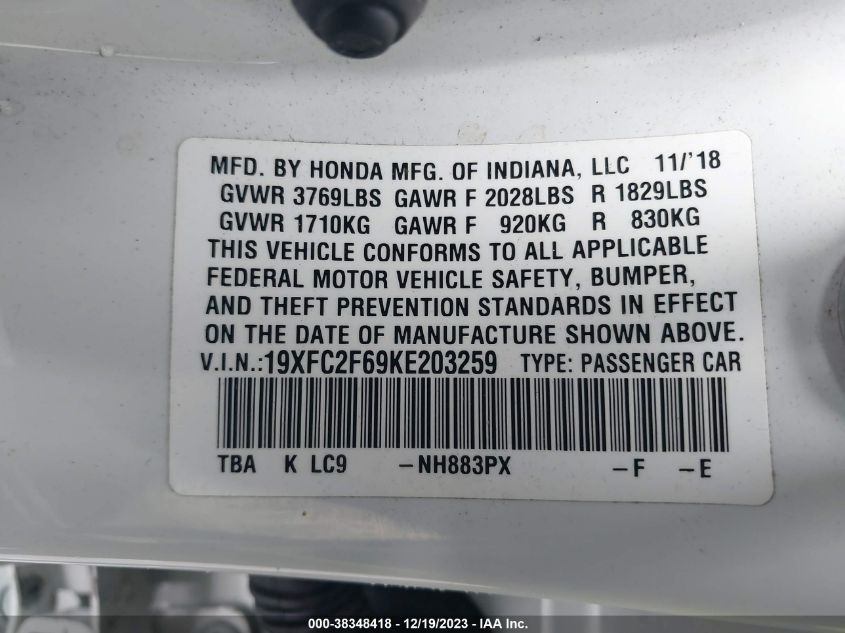 MFD. BY HONDA MFG. OF INDIANA, LLC 11/'18
GVWR 3769LBS GAWR F 2028LBS R 1829LBS
GVWR 1710KG GAWR F 920KG R 830KG
THIS VEHICLE CONFORMS TO ALL APPLICABLE
FEDERAL MOTOR VEHICLE SAFETY, BUMPER,
AND THEFT PREVENTION STANDARDS IN EFFECT
ON THE DATE OF MANUFACTURE SHOWN ABOVE.
V.I.N.:19XFC2F69KE203259 TYPE: PASSENGER CAR
TBA K LC9 –NH883PX –F –E
000-38348418 - 12/19/2023 - IAA Inc.